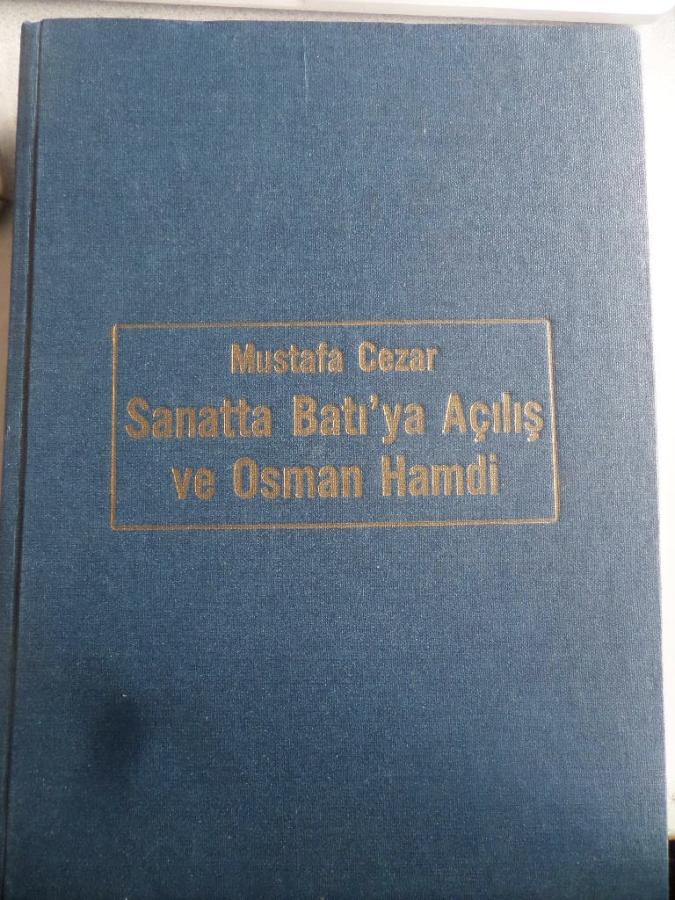 Mustafa Cezar
Sanatta Batı'ya Açılış
ve Osman Hamdi